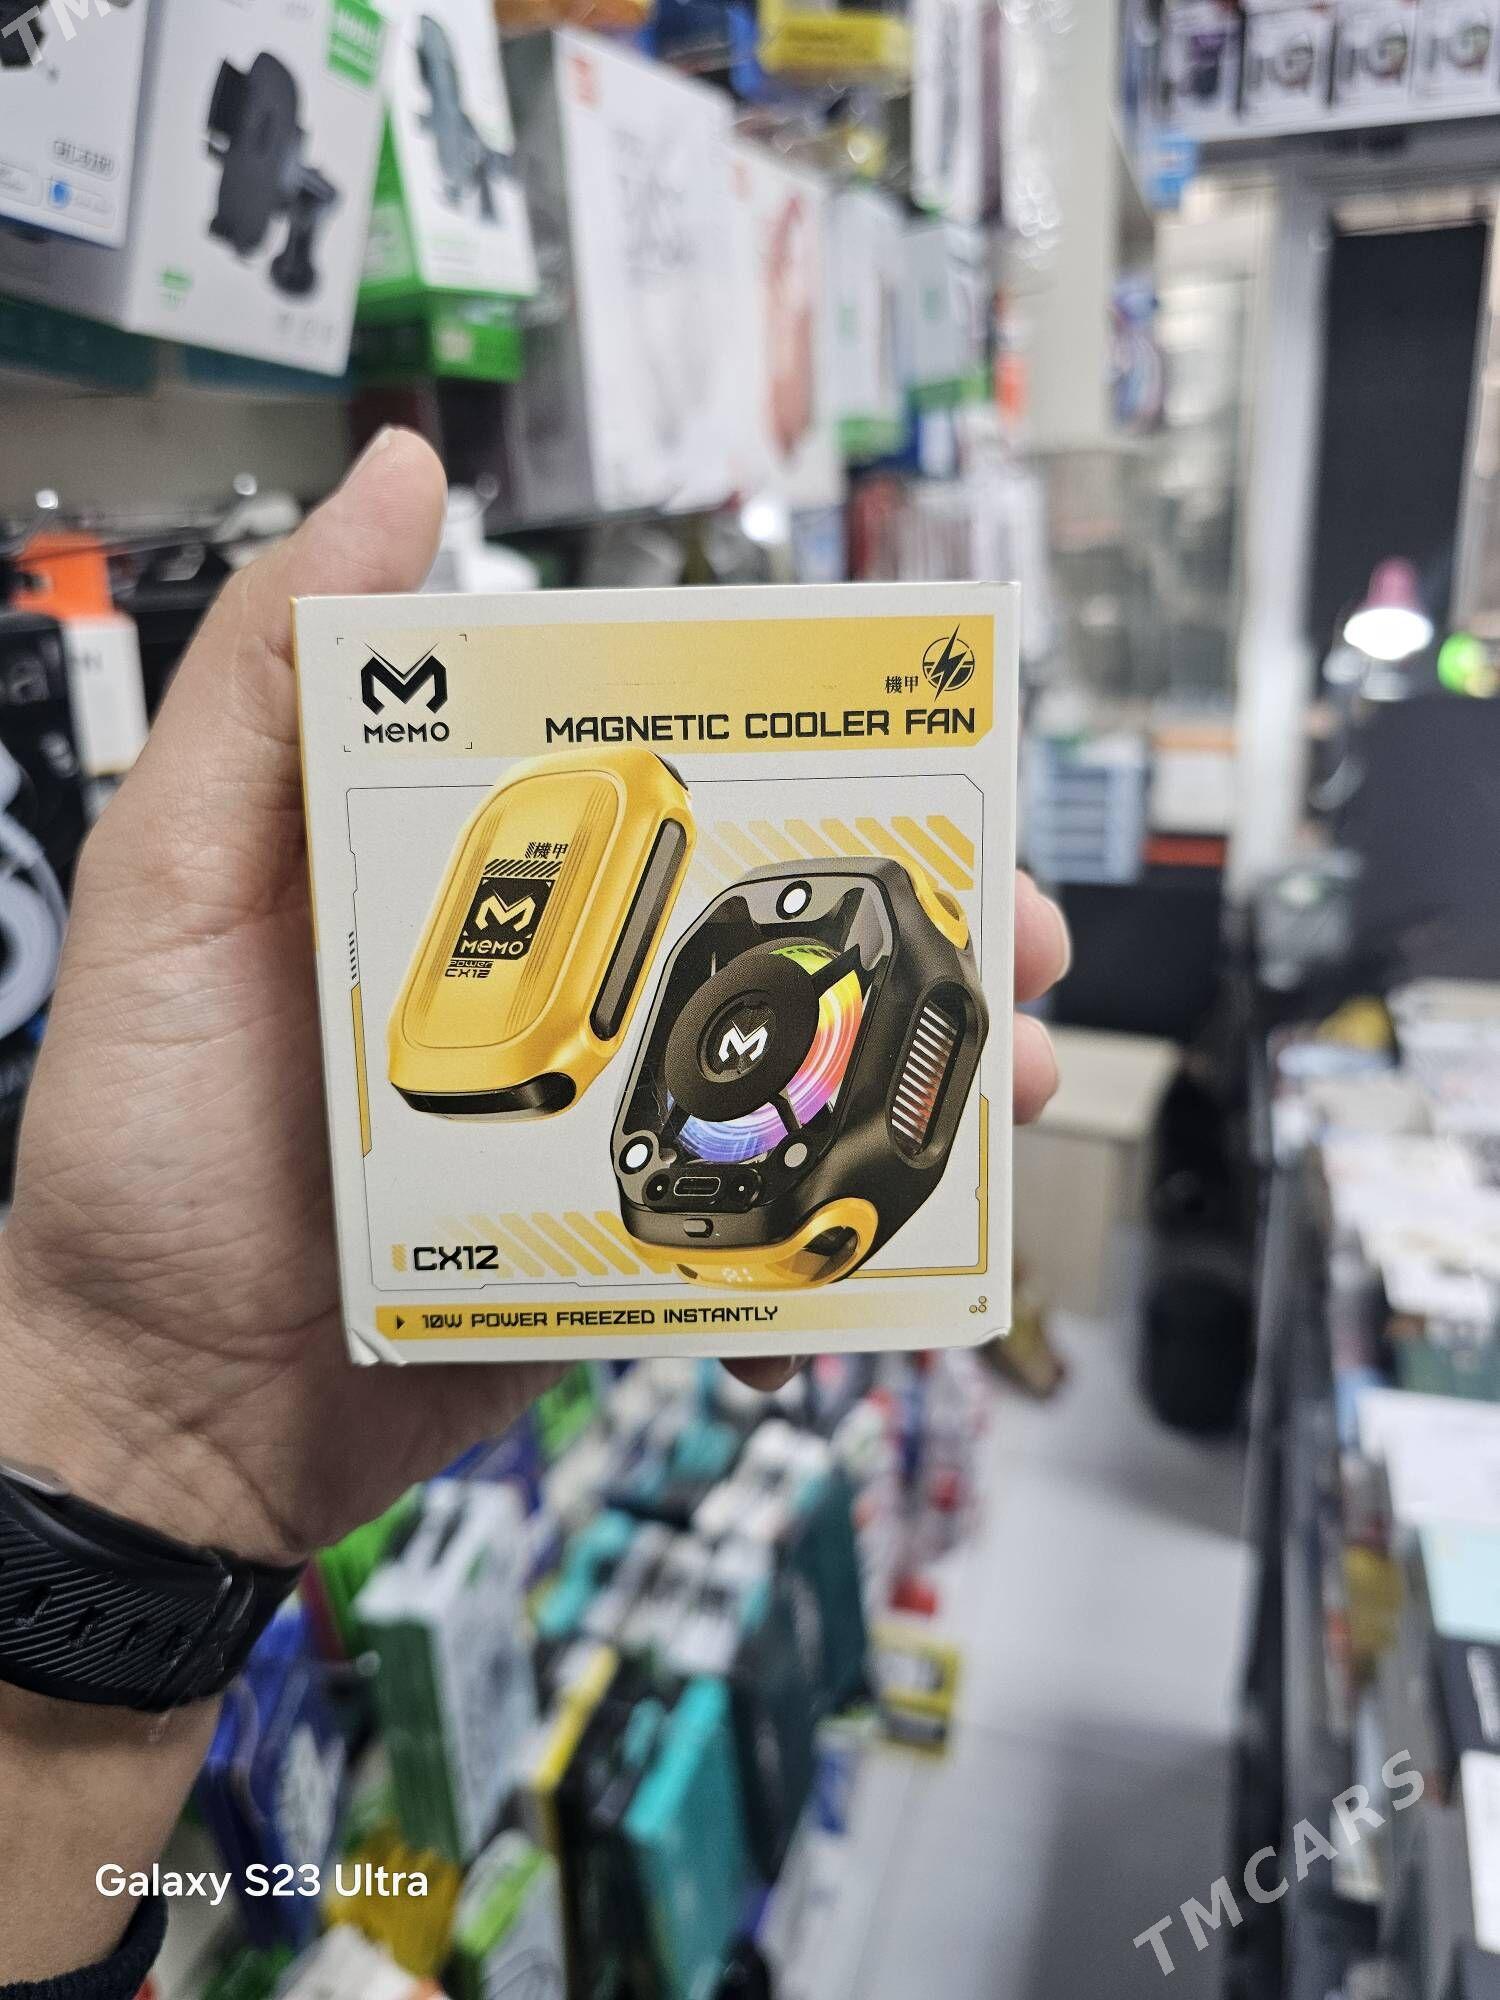 TM
MEMO
機甲
MAGNETIC COOLER FAN
機甲
MEMO
POWER
CX12
CX12
10W POWER FREEZED INSTANTLY
Galaxy S23 Ultra
TMCARS